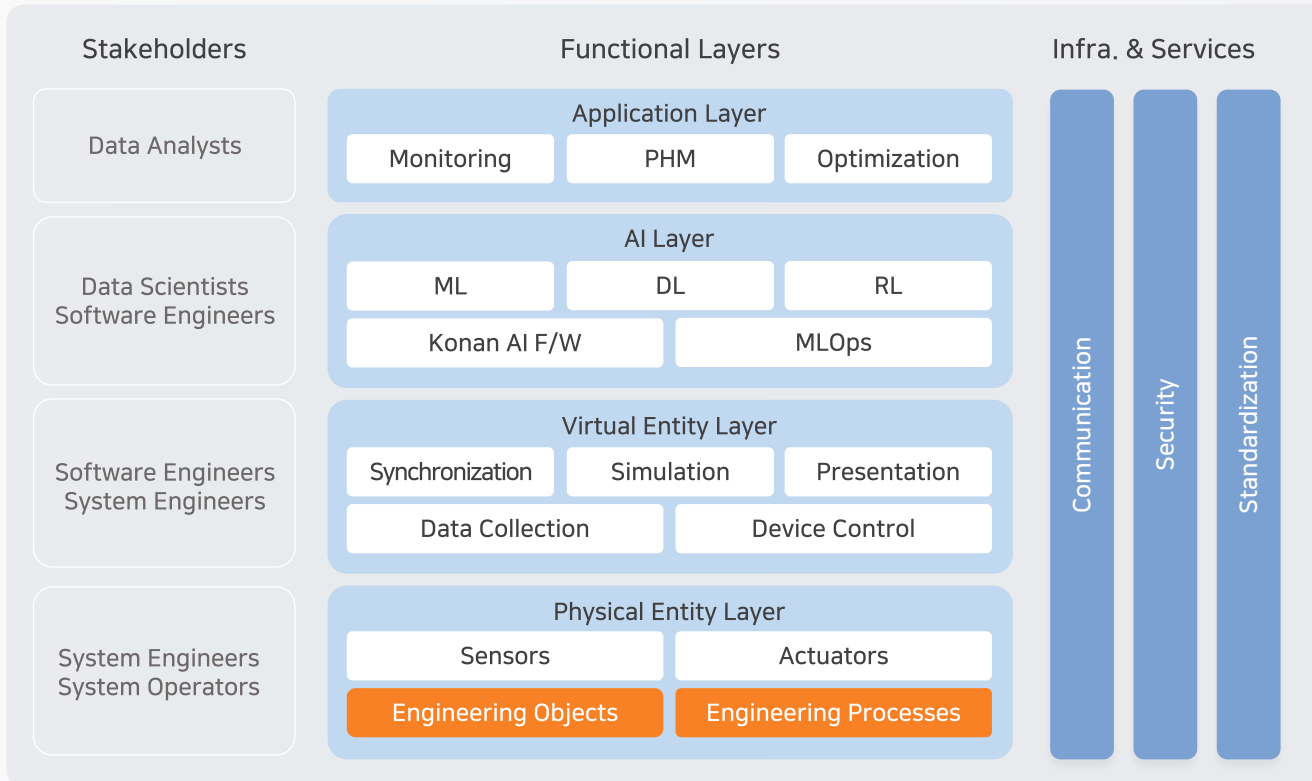 Stakeholders
Functional Layers
Infra. & Services
Data Analysts
Application Layer
Monitoring
PHM
Optimization
Data Scientists
Software Engineers
AI Layer
ML
DL
RL
Konan AI F/W
MLOps
Software Engineers
System Engineers
Virtual Entity Layer
Synchronization
Simulation
Presentation
Data Collection
Device Control
System Engineers
System Operators
Physical Entity Layer
Sensors
Actuators
Engineering Objects
Engineering Processes
Communication
Security
Standardization